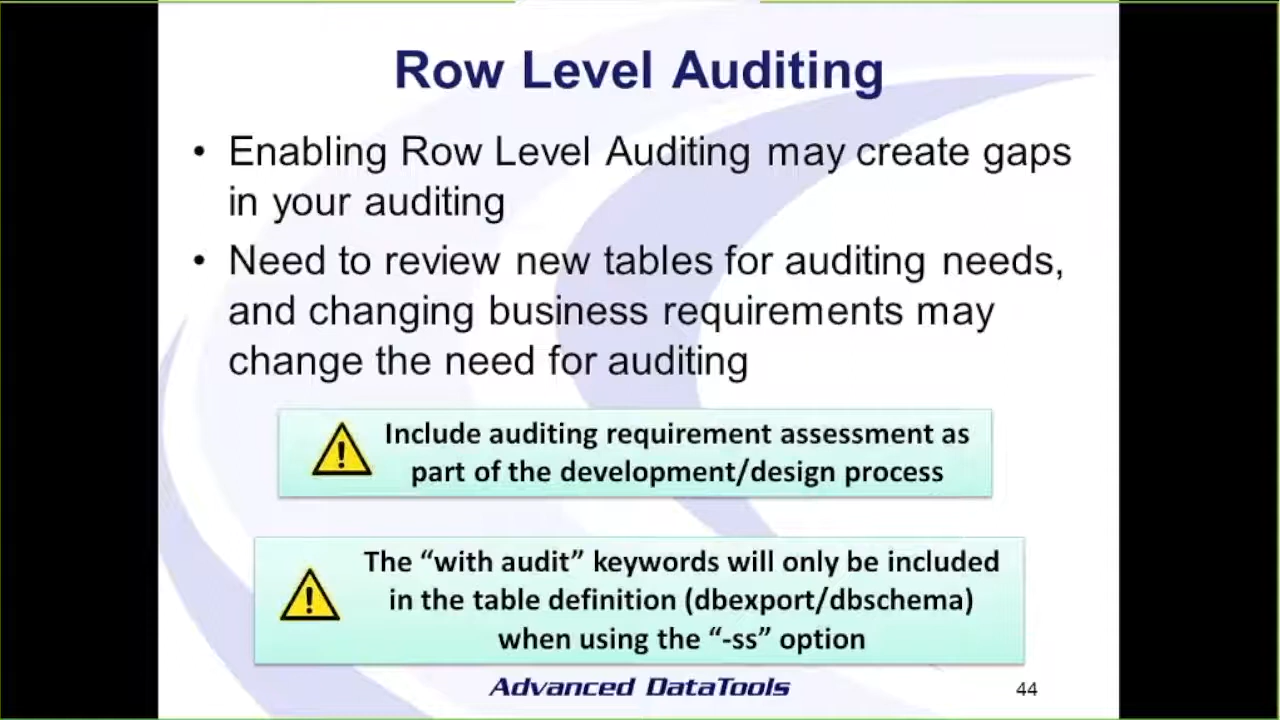 Row Level Auditing
• Enabling Row Level Auditing may create gaps
in your auditing
• Need to review new tables for auditing needs,
and changing business requirements may
change the need for auditing
Include auditing requirement assessment as
part of the development/design process
The “with audit” keywords will only be included
in the table definition (dbexport/dbschema)
when using the “-ss” option
Advanced DataTools
44